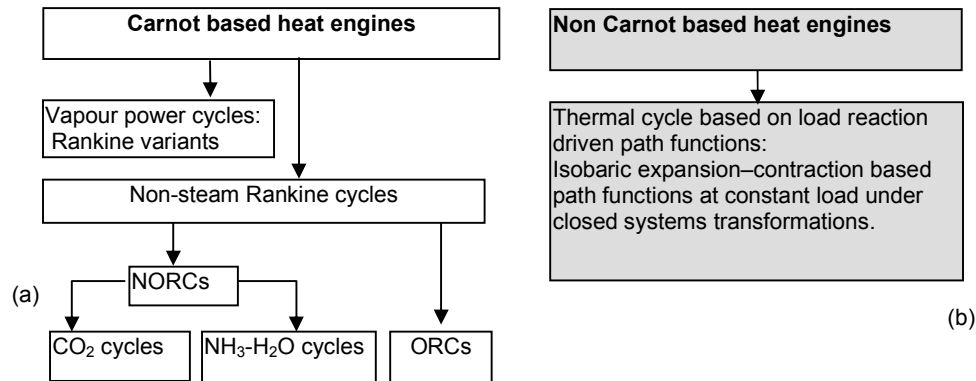 Carnot based heat engines
Vapour power cycles:
Rankine variants
Non-steam Rankine cycles
NORCs
(a)
CO₂ cycles
NH₃-H₂O cycles
ORCs
Non Carnot based heat engines
Thermal cycle based on load reaction
driven path functions:
Isobaric expansion–contraction based
path functions at constant load under
closed systems transformations.
(b)